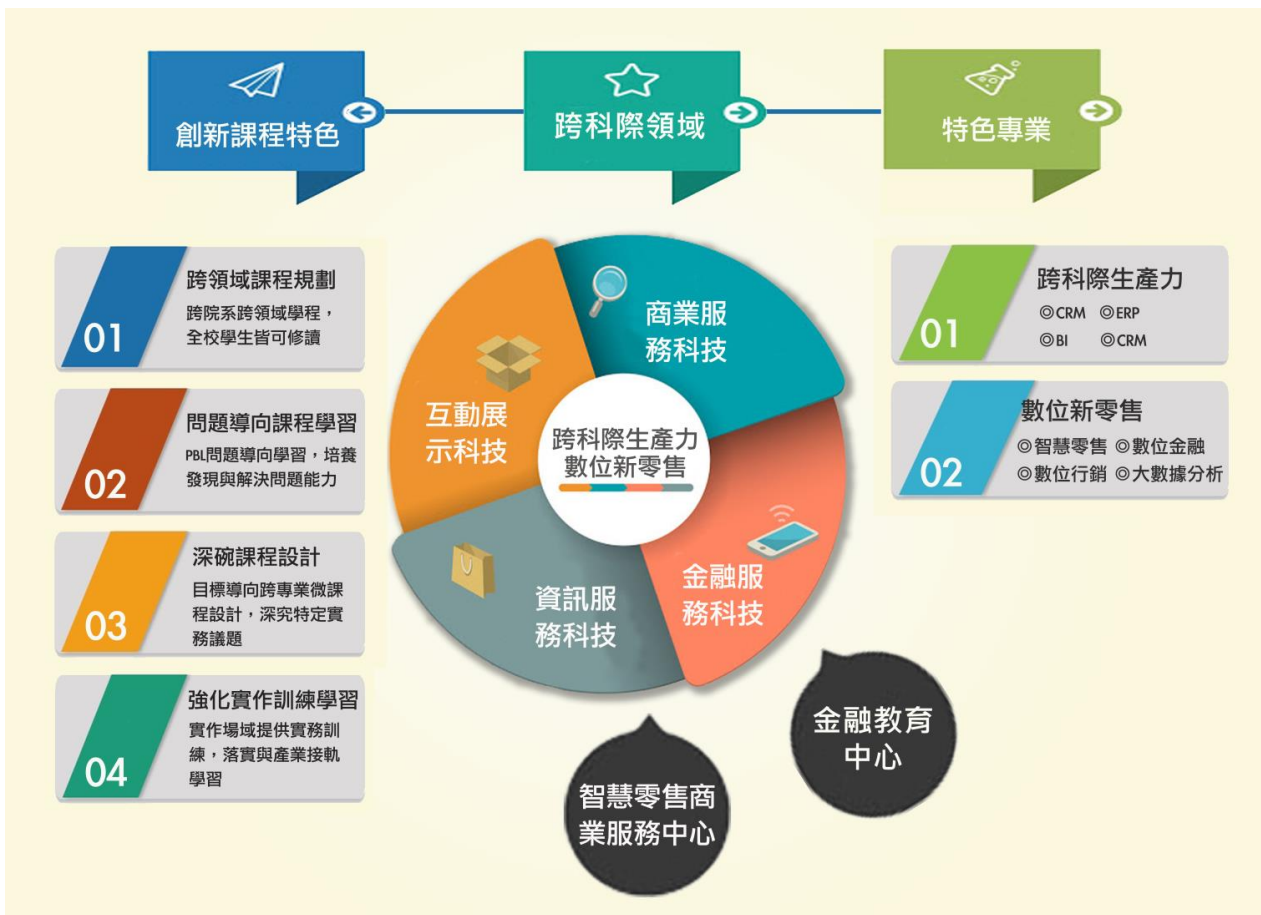 創新課程特色
跨科際領域
特色專業
01
跨領域課程規劃
跨院系跨領域學程，
全校學生皆可修讀
02
問題導向課程學習
PBL問題導向學習，培養
發現與解決問題能力
03
深碗課程設計
目標導向跨專業微課
程設計，深究特定實
務議題
04
強化實作訓練學習
實作場域提供實務訓
練，落實與產業接軌
學習
商業服
務科技
互動展
示科技
跨科際生產力
數位新零售
金融服
務科技
資訊服
務科技
金融教育
中心
智慧零售商
業服務中心
01
跨科際生產力
◎CRM ◎ERP
◎BI ◎CRM
02
數位新零售
◎智慧零售 ◎數位金融
◎數位行銷 ◎大數據分析